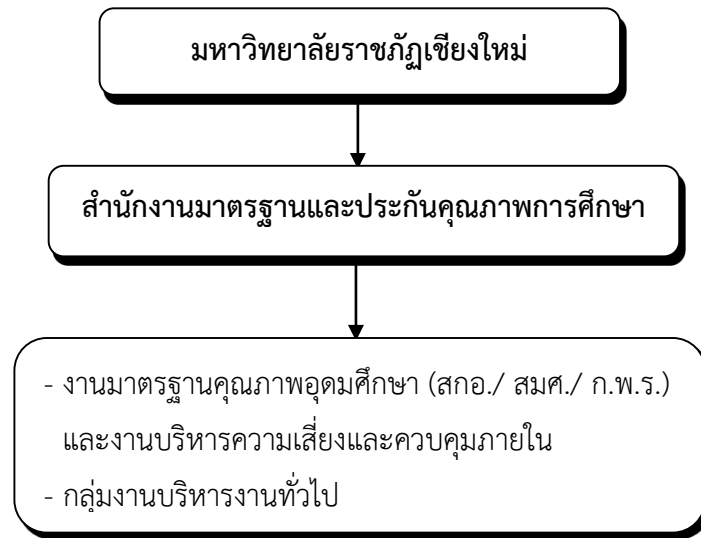 มหาวิทยาลัยราชภัฏเชียงใหม่
สำนักงานมาตรฐานและประกันคุณภาพการศึกษา
- งานมาตรฐานคุณภาพอุดมศึกษา (สกอ./ สมศ./ ก.พ.ร.)
และงานบริหารความเสี่ยงและควบคุมภายใน
- กลุ่มงานบริหารงานทั่วไป